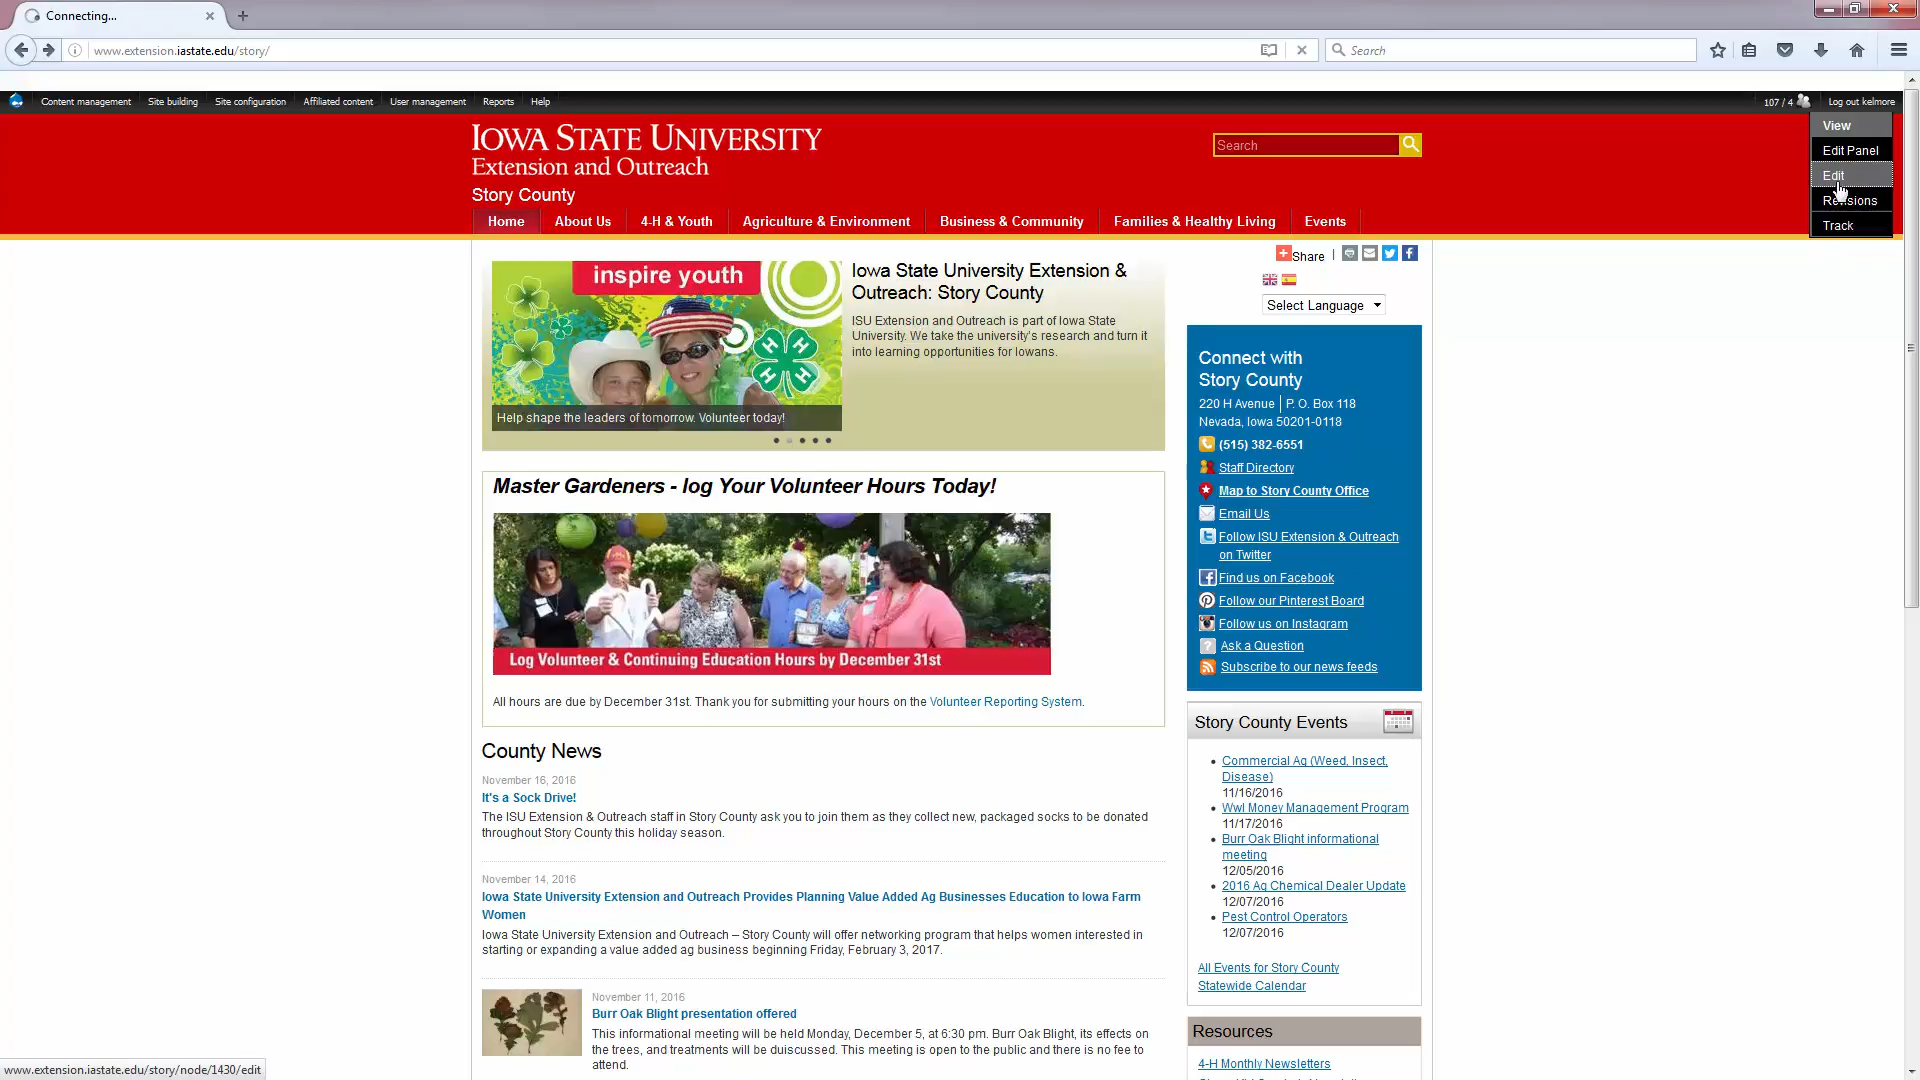 Connecting...
www.extension.iastate.edu/story/
Search
Content management
Site building
Site configuration
Affiliated content
User management
Reports
Help
107 / 4
Log out kelmore
View
Edit Panel
Edit
Revisions
Track
IOWA STATE UNIVERSITY
Extension and Outreach
Story County
Search
Home
About Us
4-H & Youth
Agriculture & Environment
Business & Community
Families & Healthy Living
Events
Share
Select Language
inspire youth
H H
H H
Help shape the leaders of tomorrow. Volunteer today!
Iowa State University Extension &
Outreach: Story County
ISU Extension and Outreach is part of Iowa State
University. We take the university's research and turn it
into learning opportunities for Iowans.
Master Gardeners - log Your Volunteer Hours Today!
Log Volunteer & Continuing Education Hours by December 31st
All hours are due by December 31st. Thank you for submitting your hours on the Volunteer Reporting System.
County News
November 16, 2016
It's a Sock Drive!
The ISU Extension & Outreach staff in Story County ask you to join them as they collect new, packaged socks to be donated
throughout Story County this holiday season.
November 14, 2016
Iowa State University Extension and Outreach Provides Planning Value Added Ag Businesses Education to Iowa Farm
Women
Iowa State University Extension and Outreach – Story County will offer networking program that helps women interested in
starting or expanding a value added ag business beginning Friday, February 3, 2017.
November 11, 2016
Burr Oak Blight presentation offered
This informational meeting will be held Monday, December 5, at 6:30 pm. Burr Oak Blight, its effects on
the trees, and treatments will be duiscussed. This meeting is open to the public and there is no fee to
attend.
Connect with
Story County
220 H Avenue | P. O. Box 118
Nevada, Iowa 50201-0118
(515) 382-6551
Staff Directory
Map to Story County Office
Email Us
Follow ISU Extension & Outreach
on Twitter
Find us on Facebook
Follow our Pinterest Board
Follow us on Instagram
Ask a Question
Subscribe to our news feeds
Story County Events
Commercial Ag (Weed, Insect,
Disease)
11/16/2016
Wwl Money Management Program
11/17/2016
Burr Oak Blight informational
meeting
12/05/2016
2016 Ag Chemical Dealer Update
12/07/2016
Pest Control Operators
12/07/2016
All Events for Story County
Statewide Calendar
Resources
4-H Monthly Newsletters
www.extension.iastate.edu/story/node/1430/edit